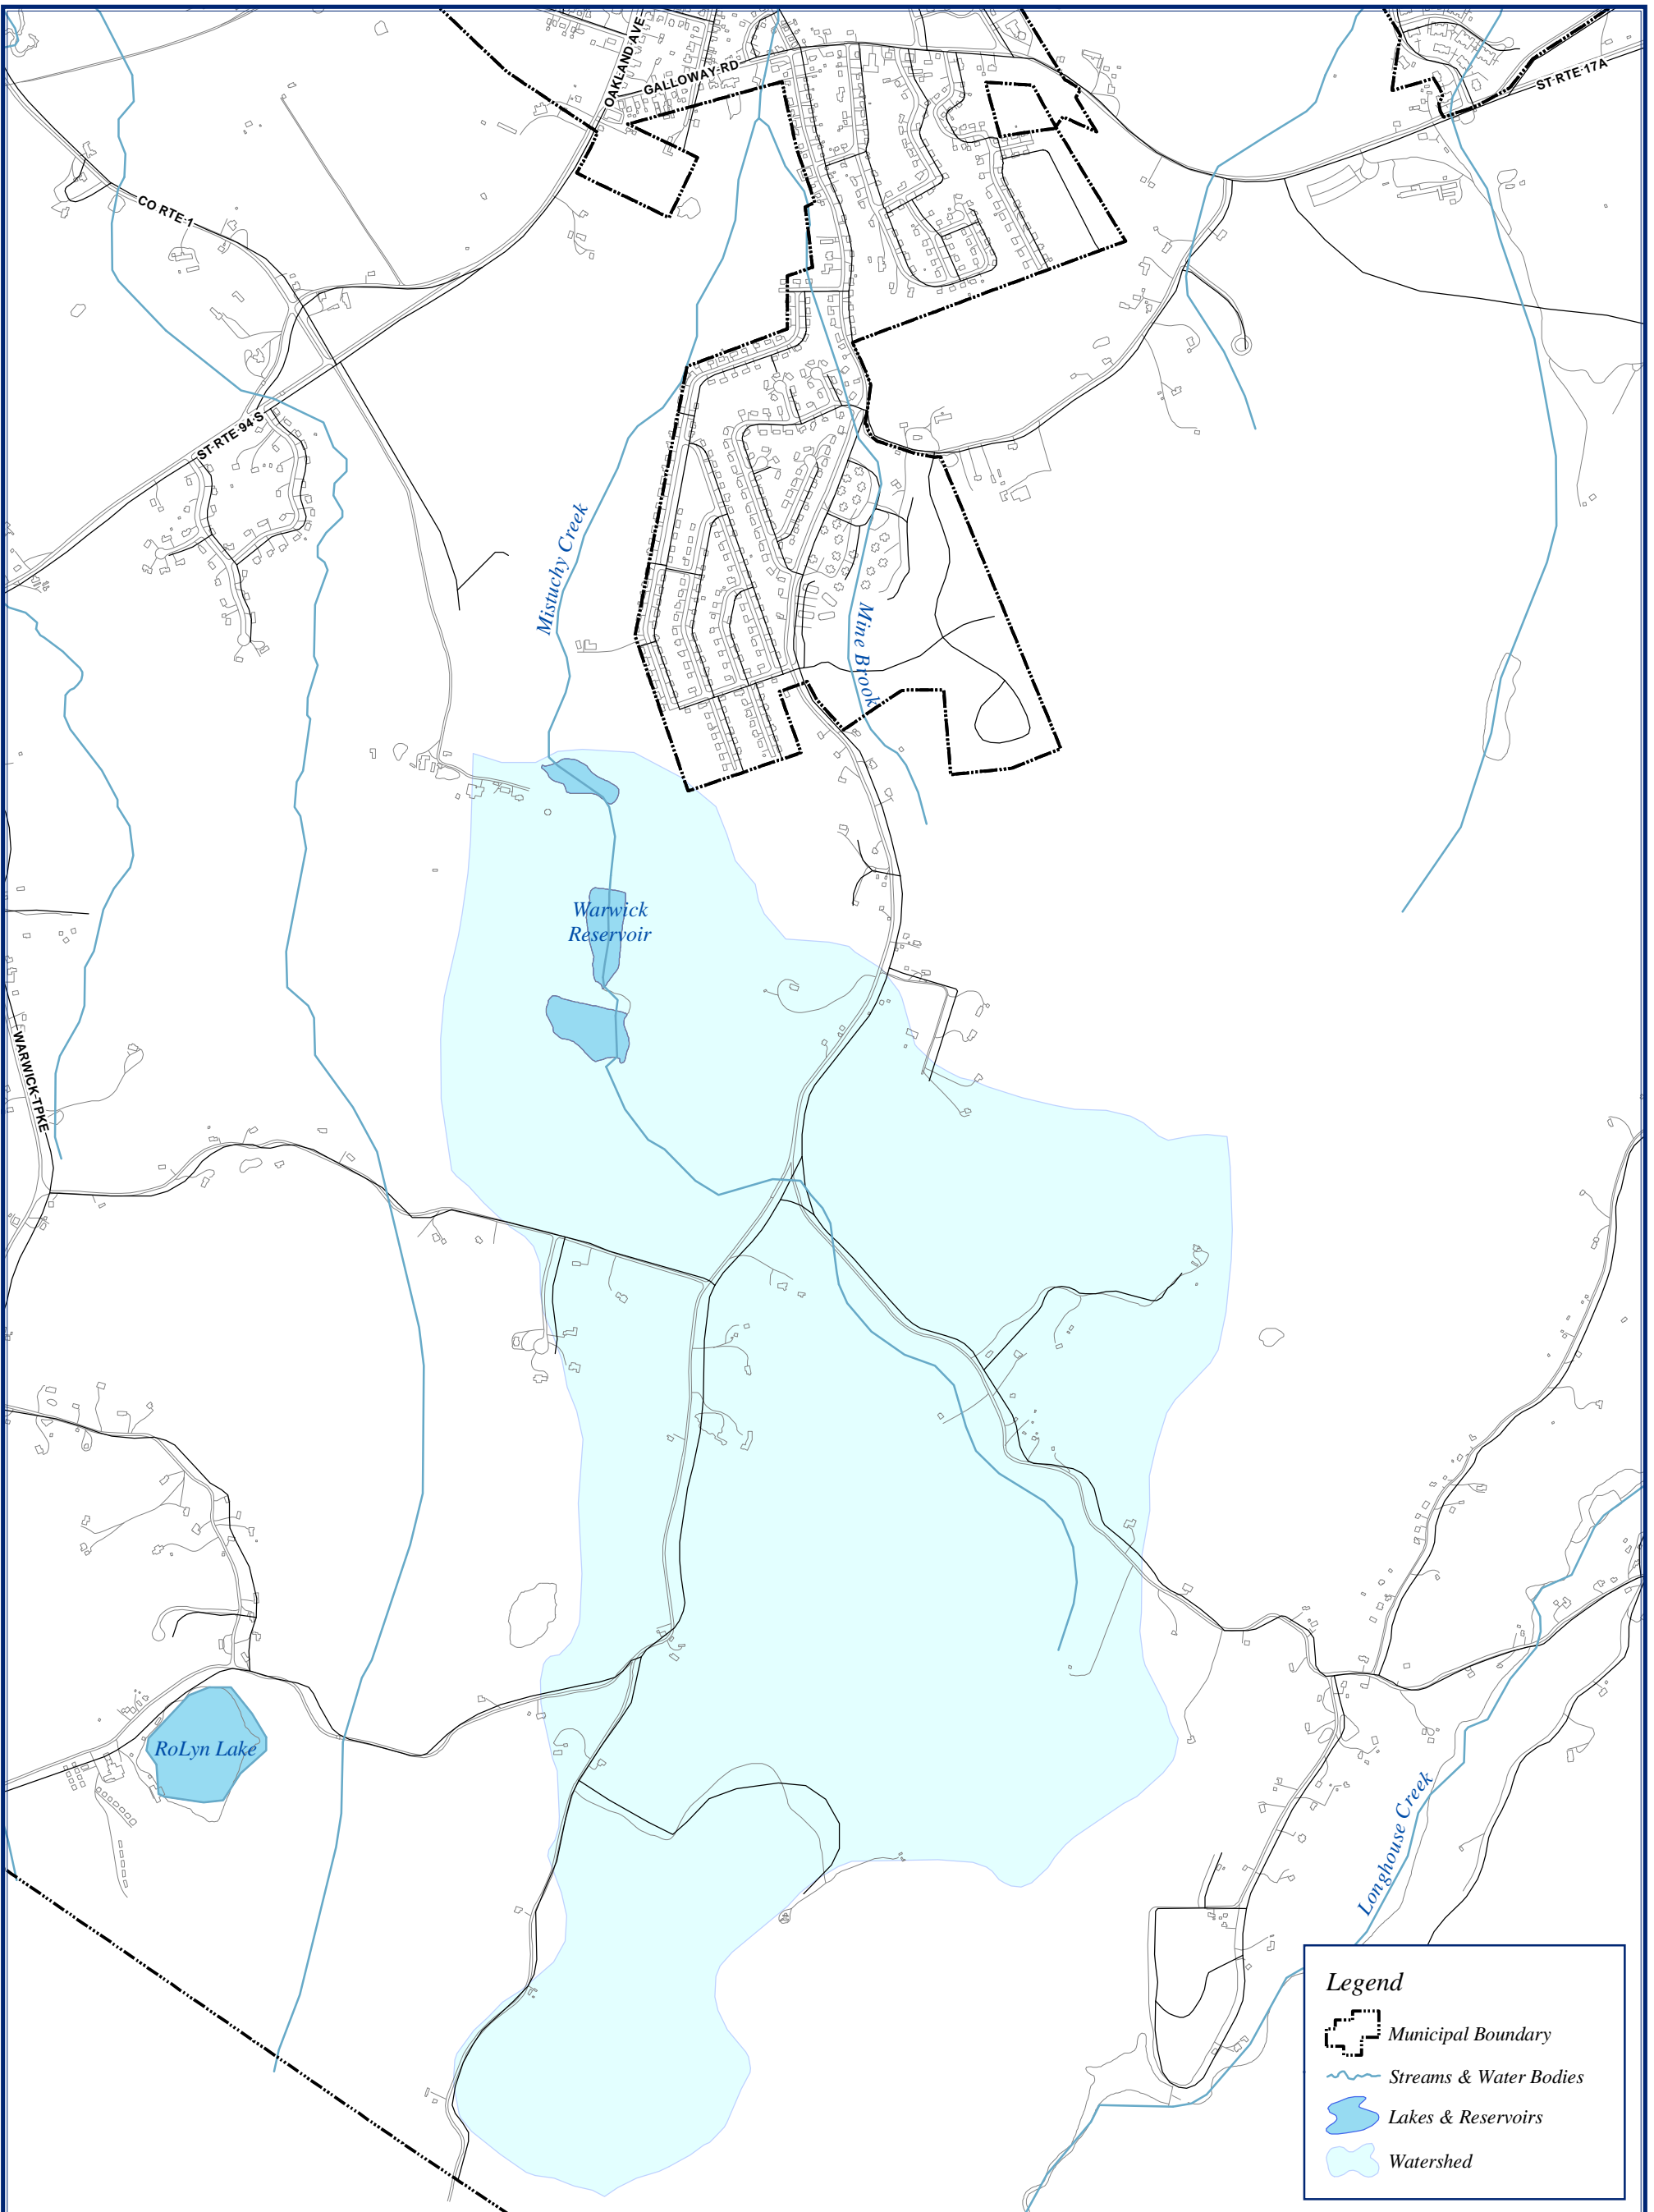 OAKLAND AVE
GALLOWAY RD
ST RTE 17A
CO RTE 1
ST RTE 94 S
Mistuchy Creek
Mine Brook
Warwick
Reservoir
WARWICK TPKE
RoLyn Lake
Longhouse Creek
Legend
Municipal Boundary
Streams & Water Bodies
Lakes & Reservoirs
Watershed